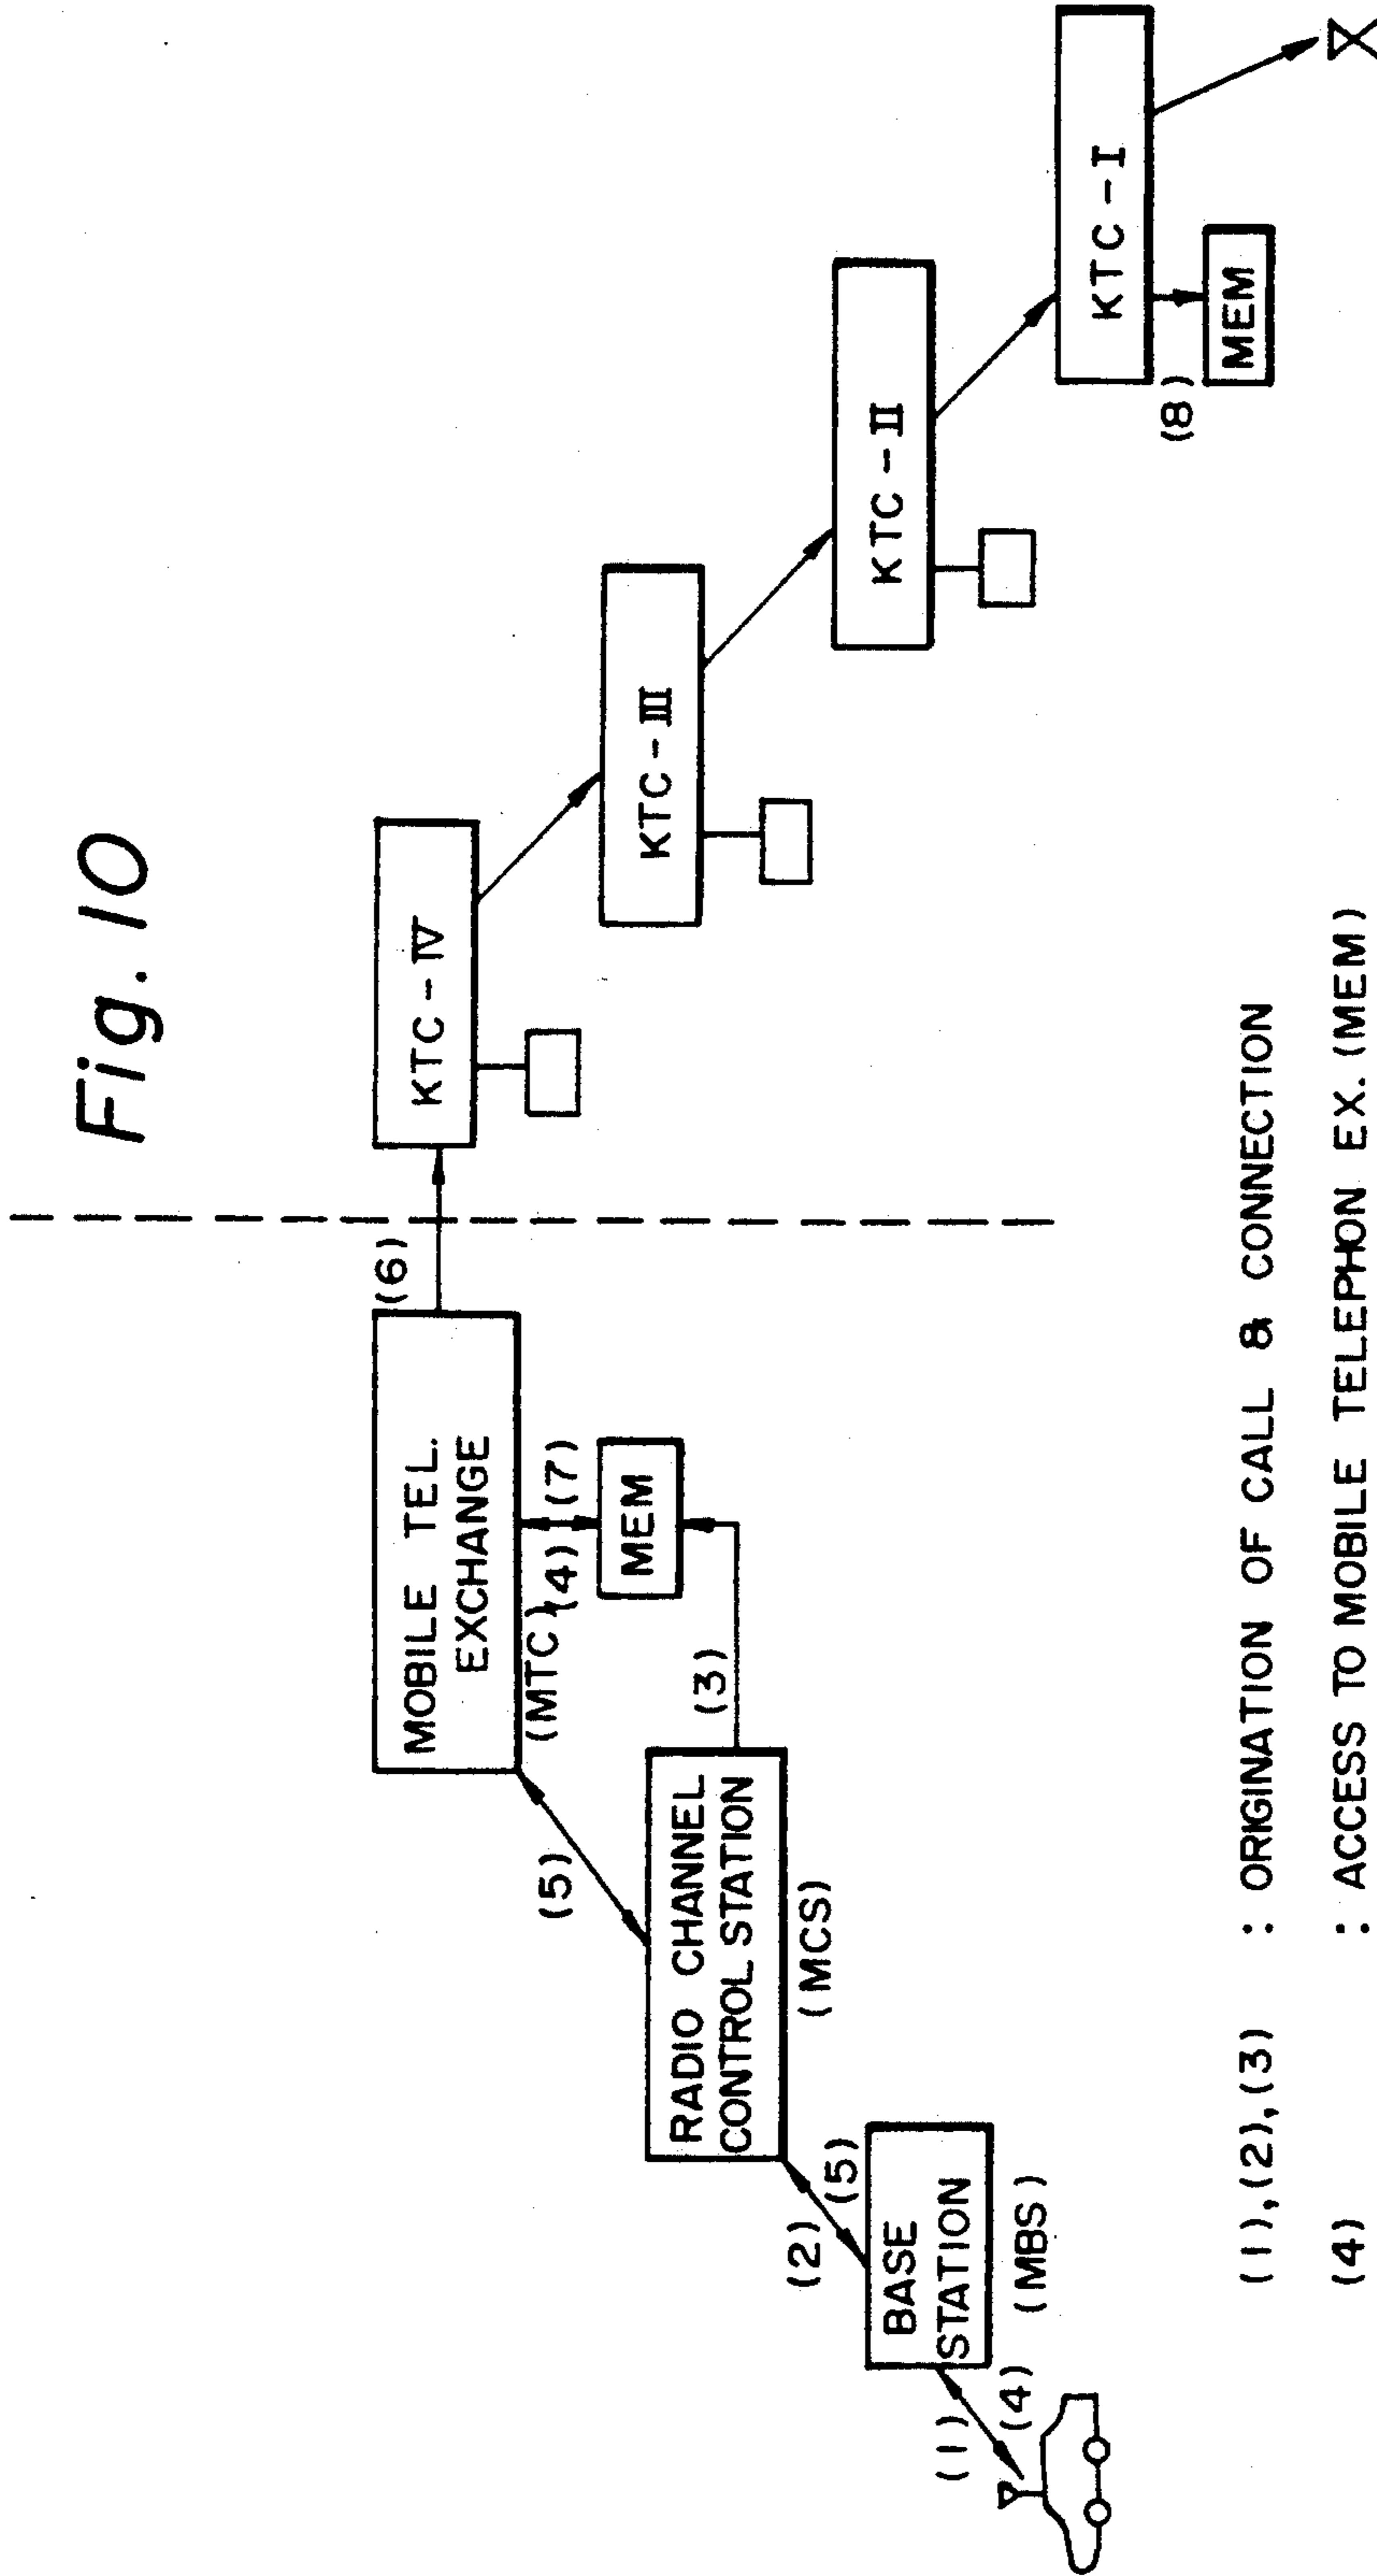 Fig. 10
MOBILE TEL.
EXCHANGE
(MTC)
(6)
KTC-IV
(4)
(7)
MEM
(5)
(3)
RADIO CHANNEL
CONTROL STATION
(MCS)
KTC-III
(2)
(5)
BASE
STATION
(MBS)
KTC-II
(1)
(4)
KTC-I
(8)
MEM
(1),(2),(3) : ORIGINATION OF CALL & CONNECTION
(4) : ACCESS TO MOBILE TELEPHON EX. (MEM)